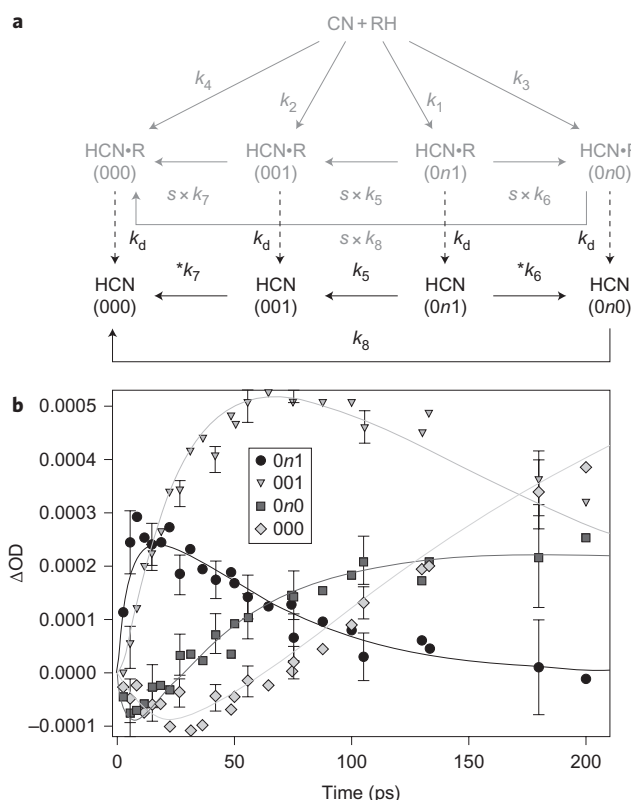 a
CN + RH
k4 k2 k1 k3
HCN•R HCN•R HCN•R HCN•R
(000) (001) (0n1) (0n0)
s × k7 s × k5 s × k6
kd kd s × k8 kd kd
*k7 k5 *k6
HCN HCN HCN HCN
(000) (001) (0n1) (0n0)
k8
b
0.0005
0.0004
0.0003
0.0002
0.0001
0.0000
–0.0001
ΔOD
0n1
001
0n0
000
0 50 100 150 200
Time (ps)